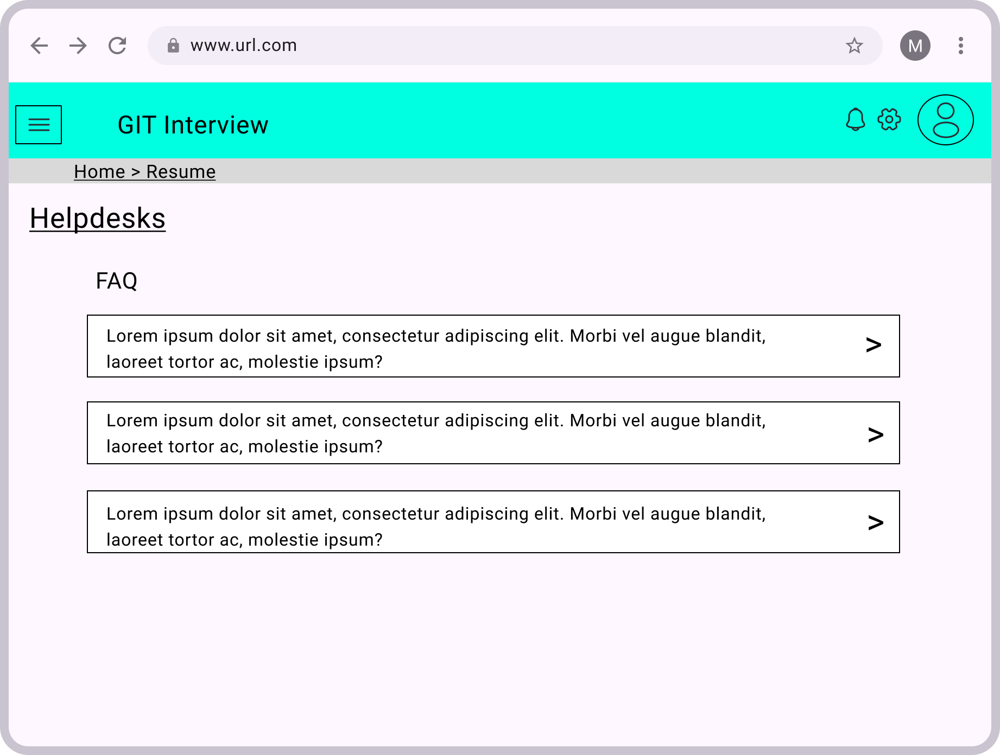 www.url.com
M
GIT Interview
Home > Resume
Helpdesks
FAQ
Lorem ipsum dolor sit amet, consectetur adipiscing elit. Morbi vel augue blandit,
laoreet tortor ac, molestie ipsum?
>
Lorem ipsum dolor sit amet, consectetur adipiscing elit. Morbi vel augue blandit,
laoreet tortor ac, molestie ipsum?
>
Lorem ipsum dolor sit amet, consectetur adipiscing elit. Morbi vel augue blandit,
laoreet tortor ac, molestie ipsum?
>